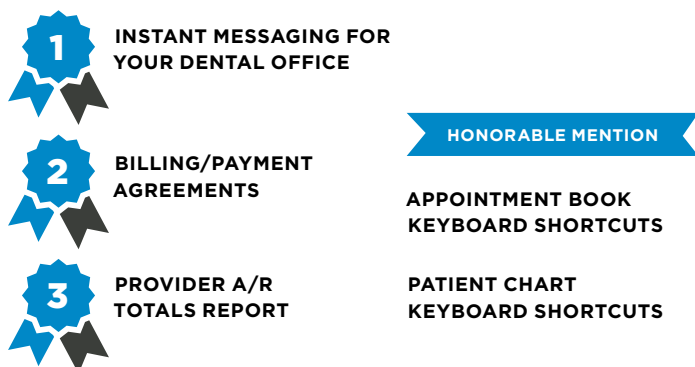 1
INSTANT MESSAGING FOR
YOUR DENTAL OFFICE
2
BILLING/PAYMENT
AGREEMENTS
3
PROVIDER A/R
TOTALS REPORT
HONORABLE MENTION
APPOINTMENT BOOK
KEYBOARD SHORTCUTS
PATIENT CHART
KEYBOARD SHORTCUTS